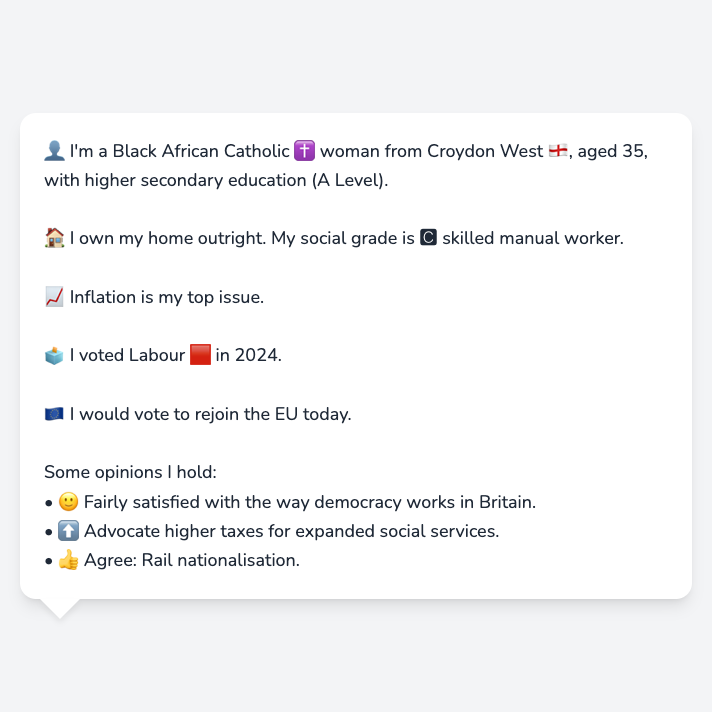 👤 I'm a Black African Catholic ✝️ woman from Croydon West 🏴󠁧󠁢󠁥󠁮󠁧󠁿, aged 35,
with higher secondary education (A Level).
🏠 I own my home outright. My social grade is 🅲 skilled manual worker.
📈 Inflation is my top issue.
🗳️ I voted Labour 🟥 in 2024.
🇪🇺 I would vote to rejoin the EU today.
Some opinions I hold:
• 🙂 Fairly satisfied with the way democracy works in Britain.
• ⬆️ Advocate higher taxes for expanded social services.
• 👍 Agree: Rail nationalisation.